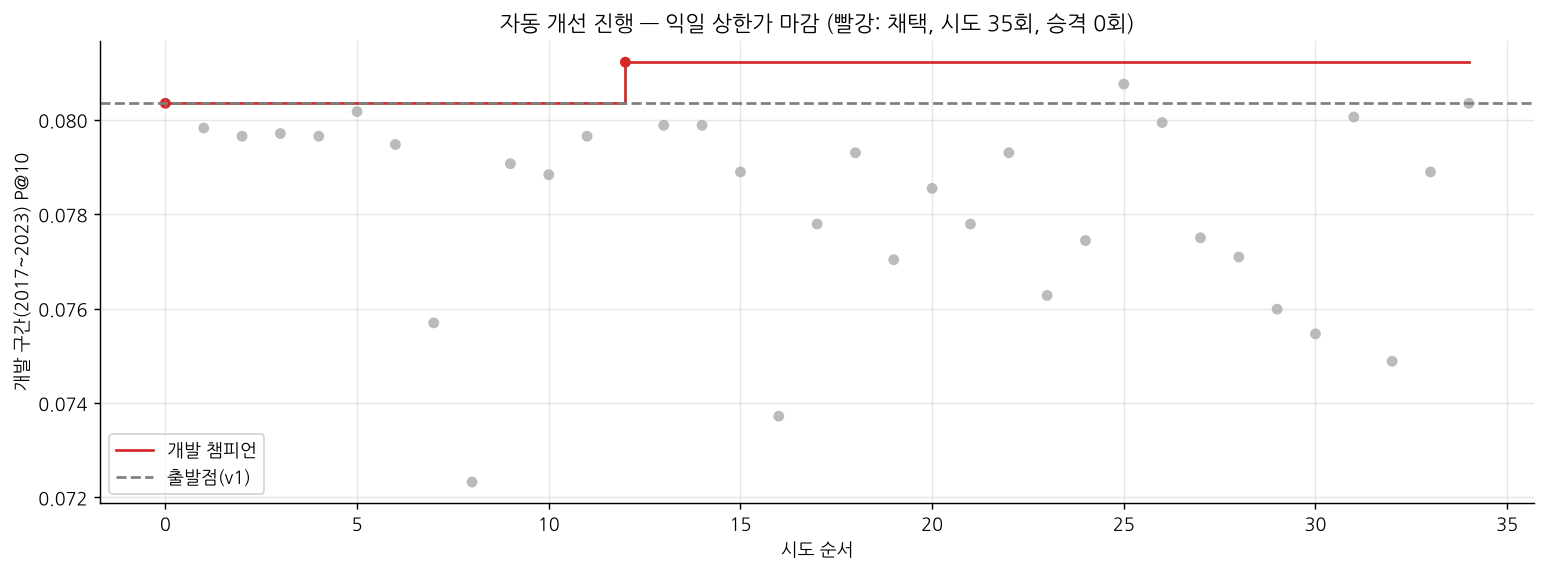 자동 개선 진행 — 익일 상한가 마감 (빨강: 채택, 시도 35회, 승격 0회)
개발 구간(2017~2023) P@10
0.080
0.078
0.076
0.074
0.072
개발 챔피언
출발점(v1)
0
5
10
15
20
25
30
35
시도 순서